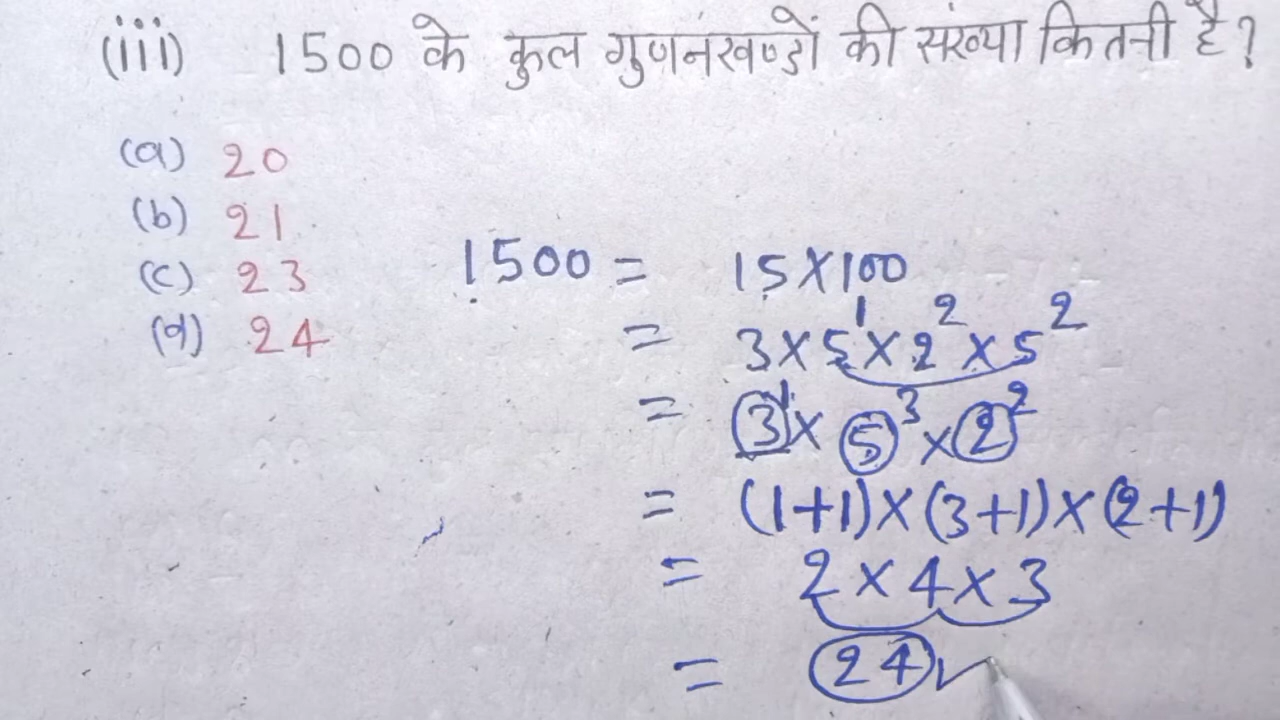 (iii) 1500 के कुल गुणनखण्डों की संख्या कितनी है?
(a) 20
(b) 21
(c) 23
(d) 24
1500 = 15×100
= 3×5¹×2²×5²
= 3¹× 5³×2²
= (1+1)×(3+1)×(2+1)
= 2×4×3
= 24✓